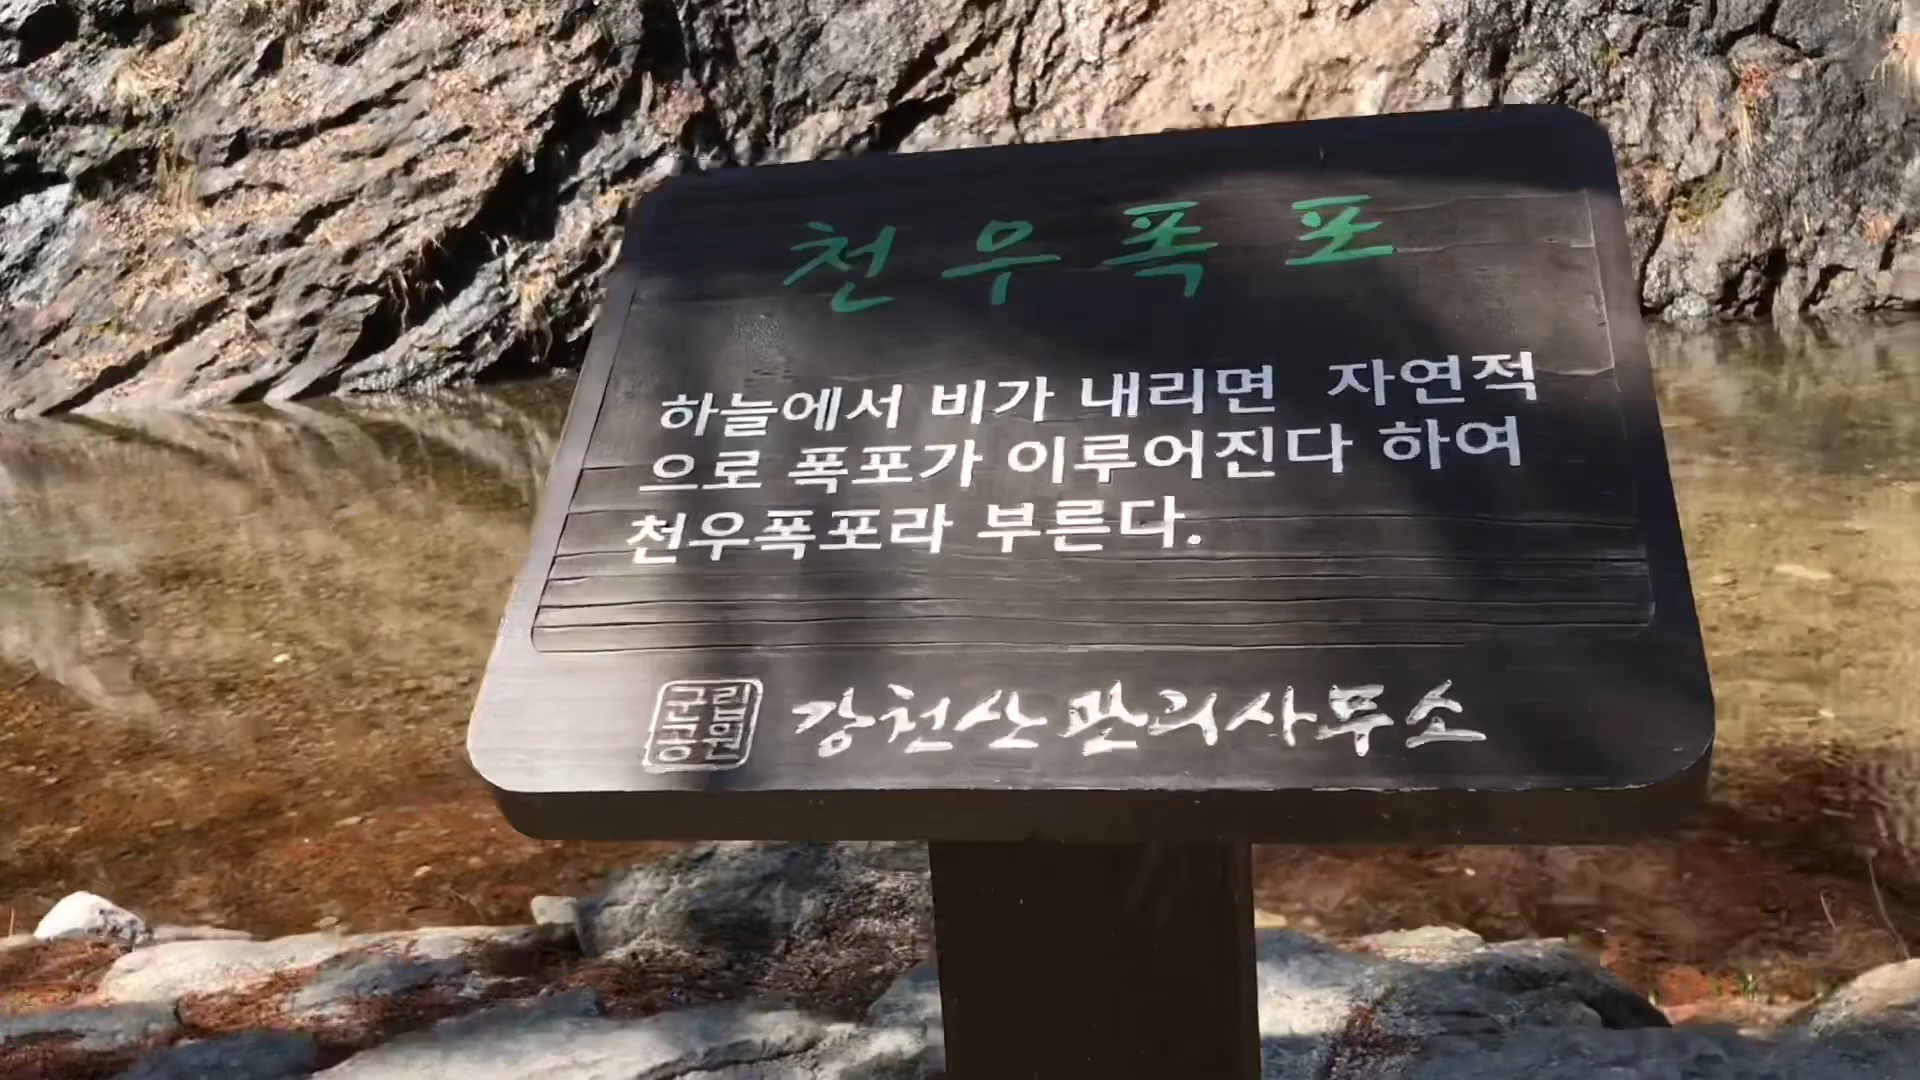 천우폭포
하늘에서 비가 내리면 자연적
으로 폭포가 이루어진다 하여
천우폭포라 부른다.
군립
공원
강천산관리사무소